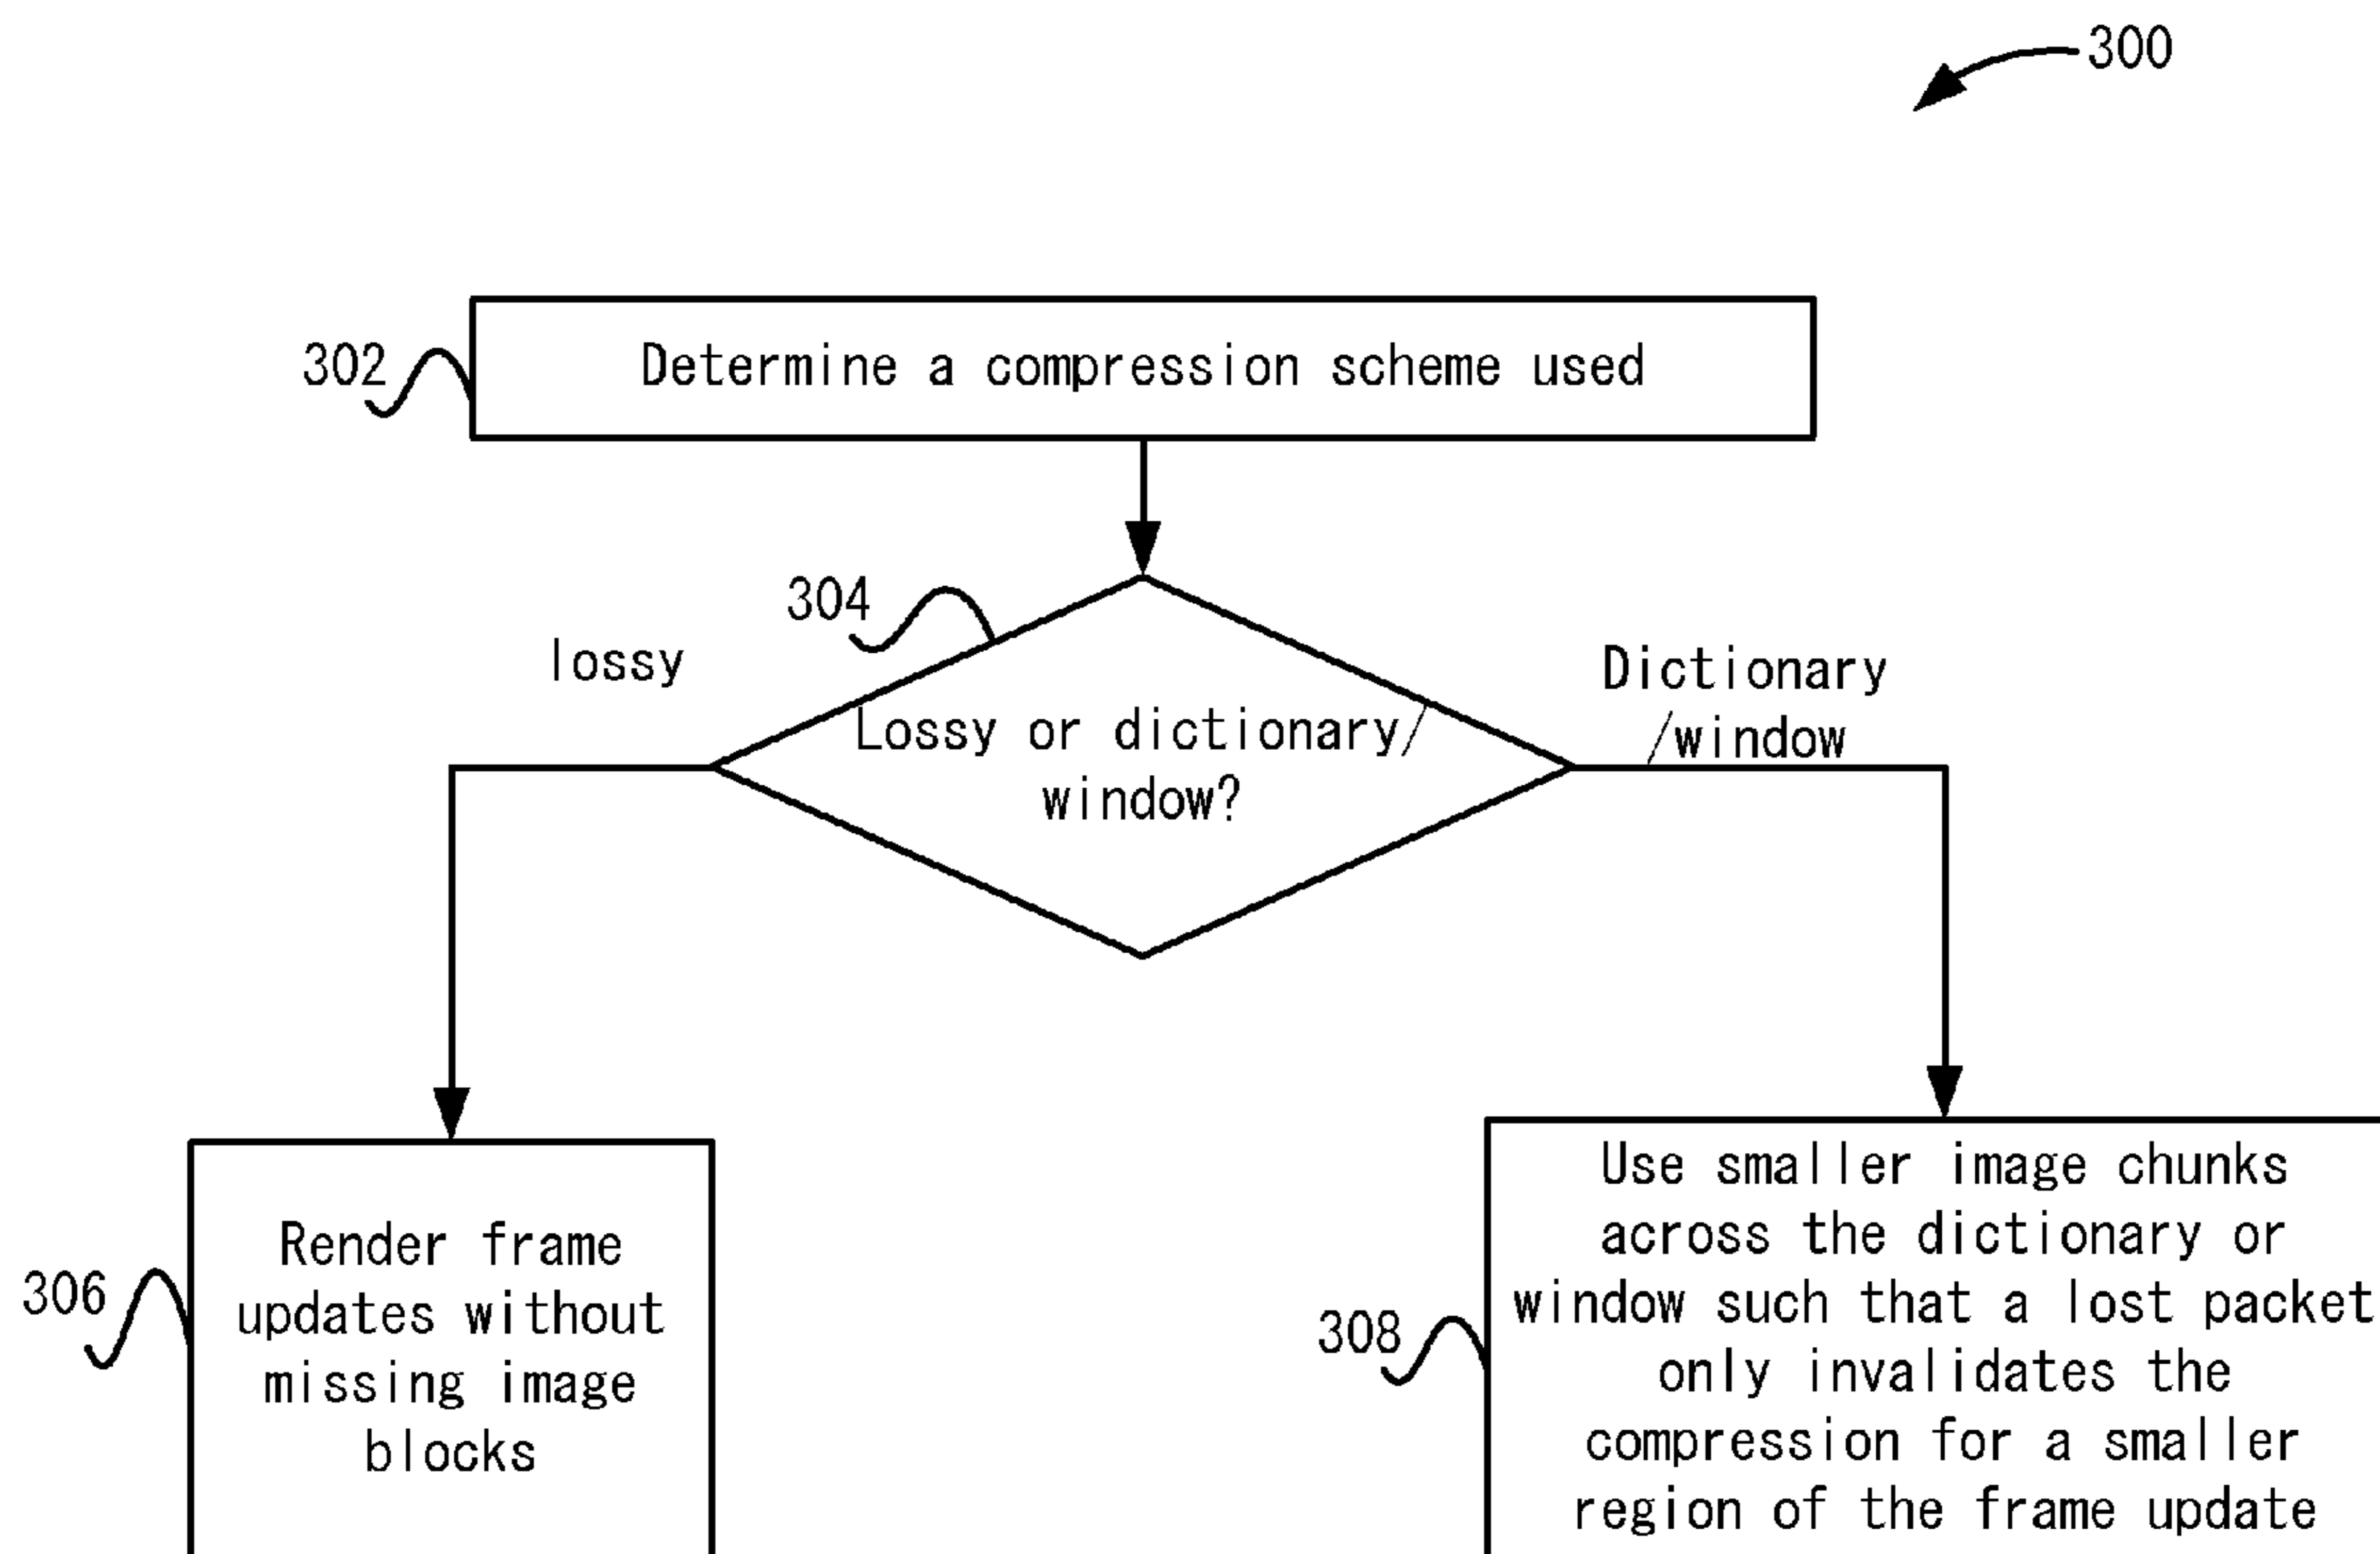 300
302
Determine a compression scheme used
304
lossy
Lossy or dictionary/
window?
Dictionary
/window
306
Render frame
updates without
missing image
blocks
308
Use smaller image chunks
across the dictionary or
window such that a lost packet
only invalidates the
compression for a smaller
region of the frame update